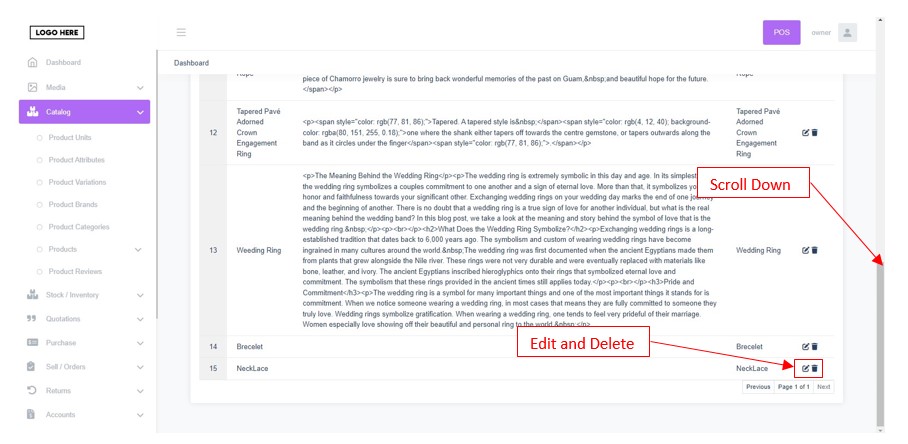 LOGO HERE
POS
owner
Dashboard
Dashboard
Media
Catalog
Product Units
Product Attributes
Product Variations
Product Brands
Product Categories
Products
Product Reviews
Stock / Inventory
Quotations
Purchase
Sell / Orders
Returns
Accounts
piece of Chamorro jewelry is sure to bring back wonderful memories of the past on Guam,&nbsp;and beautiful hope for the future.
</span></p>
12
Tapered Pavé
Adorned
Crown
Engagement
Ring
<p><span style="color: rgb(77, 81, 86);">Tapered. A tapered style is&nbsp;</span><span style="color: rgb(4, 12, 40); background-
color: rgba(80, 151, 255, 0.18);">one where the shank either tapers off towards the centre gemstone, or tapers outwards along the
band as it circles under the finger</span><span style="color: rgb(77, 81, 86);">.</span></p>
Tapered Pavé
Adorned
Crown
Engagement
Ring
13
Weeding Ring
<p>The Meaning Behind the Wedding Ring</p><p>The wedding ring is extremely symbolic in this day and age. In its simplest
the wedding ring symbolizes a couples commitment to one another and a sign of eternal love. More than that, it symbolizes
honor and faithfulness towards your significant other. Exchanging wedding rings on your wedding day marks the end of one
and the beginning of another. There is no doubt that a wedding ring is a true sign of love for another individual, but what is the real
meaning behind the wedding band? In this blog post, we take a look at the meaning and story behind the symbol of love that is the
wedding ring.&nbsp;</p><p><br></p><h2>What Does the Wedding Ring Symbolize?</h2><p>Exchanging wedding rings is a long-
established tradition that dates back to 6,000 years ago. The symbolism and custom of wearing wedding rings have become
ingrained in many cultures around the world.&nbsp;The wedding ring was first documented when the ancient Egyptians made them
from plants that grew alongside the Nile river. These rings were not very durable and were eventually replaced with materials like
bone, leather, and ivory. The ancient Egyptians inscribed hieroglyphics onto their rings that symbolized eternal love and
commitment. The symbolism that these rings provided in the ancient times still applies today.</p><p><br></p><h3>Pride and
Commitment</h3><p>The wedding ring is a symbol for many important things and one of the most important things it stands for is
commitment. When we notice someone wearing a wedding ring, in most cases that means they are fully committed to someone they
truly love. Wedding rings symbolize gratification. When wearing a wedding ring, one tends to feel very prideful of their marriage.
Women especially love showing off their beautiful and personal ring to the world.&nbsp;</p>
Wedding Ring
Scroll Down
14
Brecelet
Brecelet
Edit and Delete
15
NeckLace
NeckLace
Previous Page 1 of 1 Next